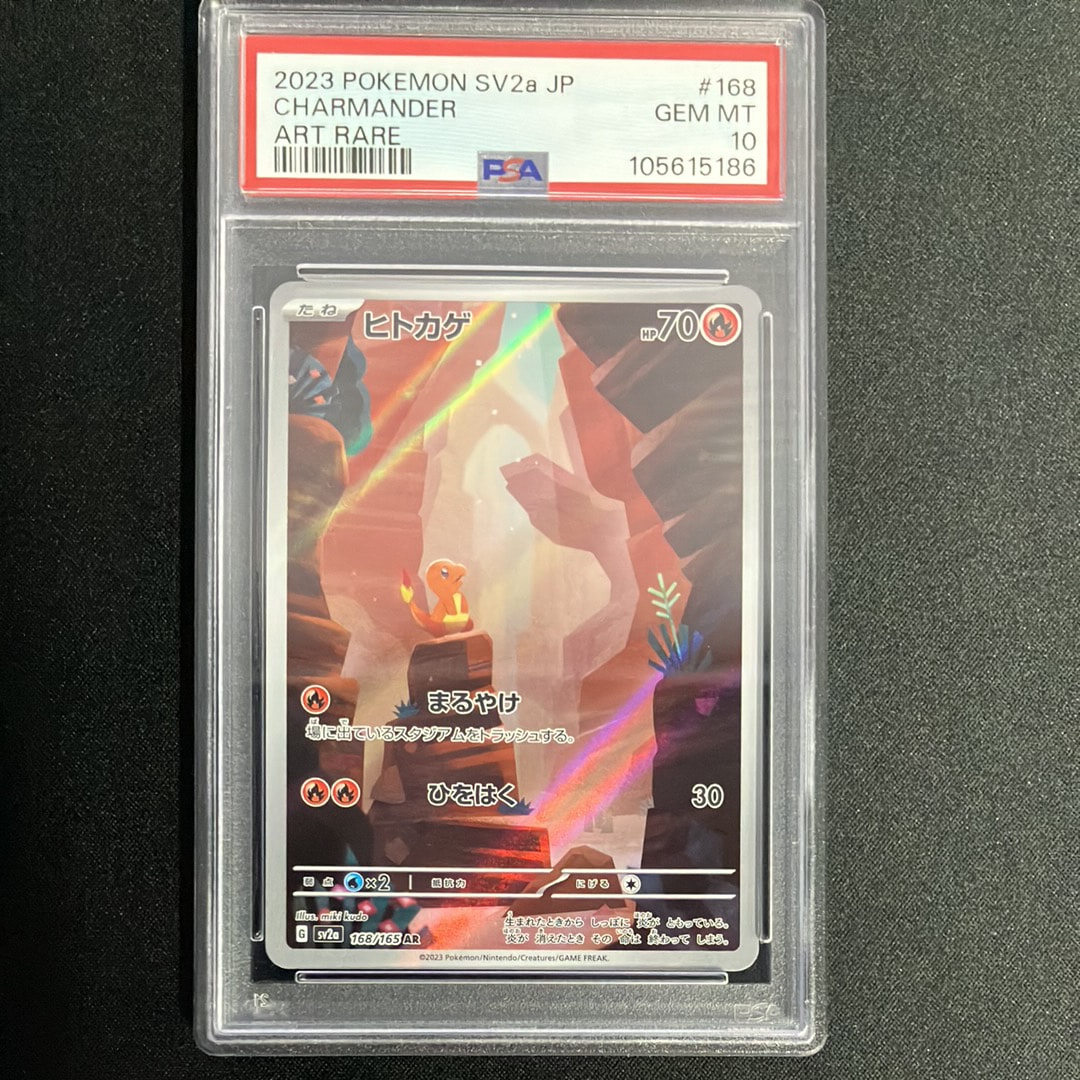 2023 POKEMON SV2a JP #168
CHARMANDER GEM MT
ART RARE 10
PSA 105615186
たね ヒトカゲ HP70
まるやけ
場に出ているスタジアムをトラッシュする。
ひをはく 30
弱点 ×2 抵抗力 にげる
Illus. miki kudo
生まれたときから しっぽに 炎が ともっている。
炎が 消えたとき その 命は 終わって しまう。
G sv2a 168/165 AR
©2023 Pokémon/Nintendo/Creatures/GAME FREAK.